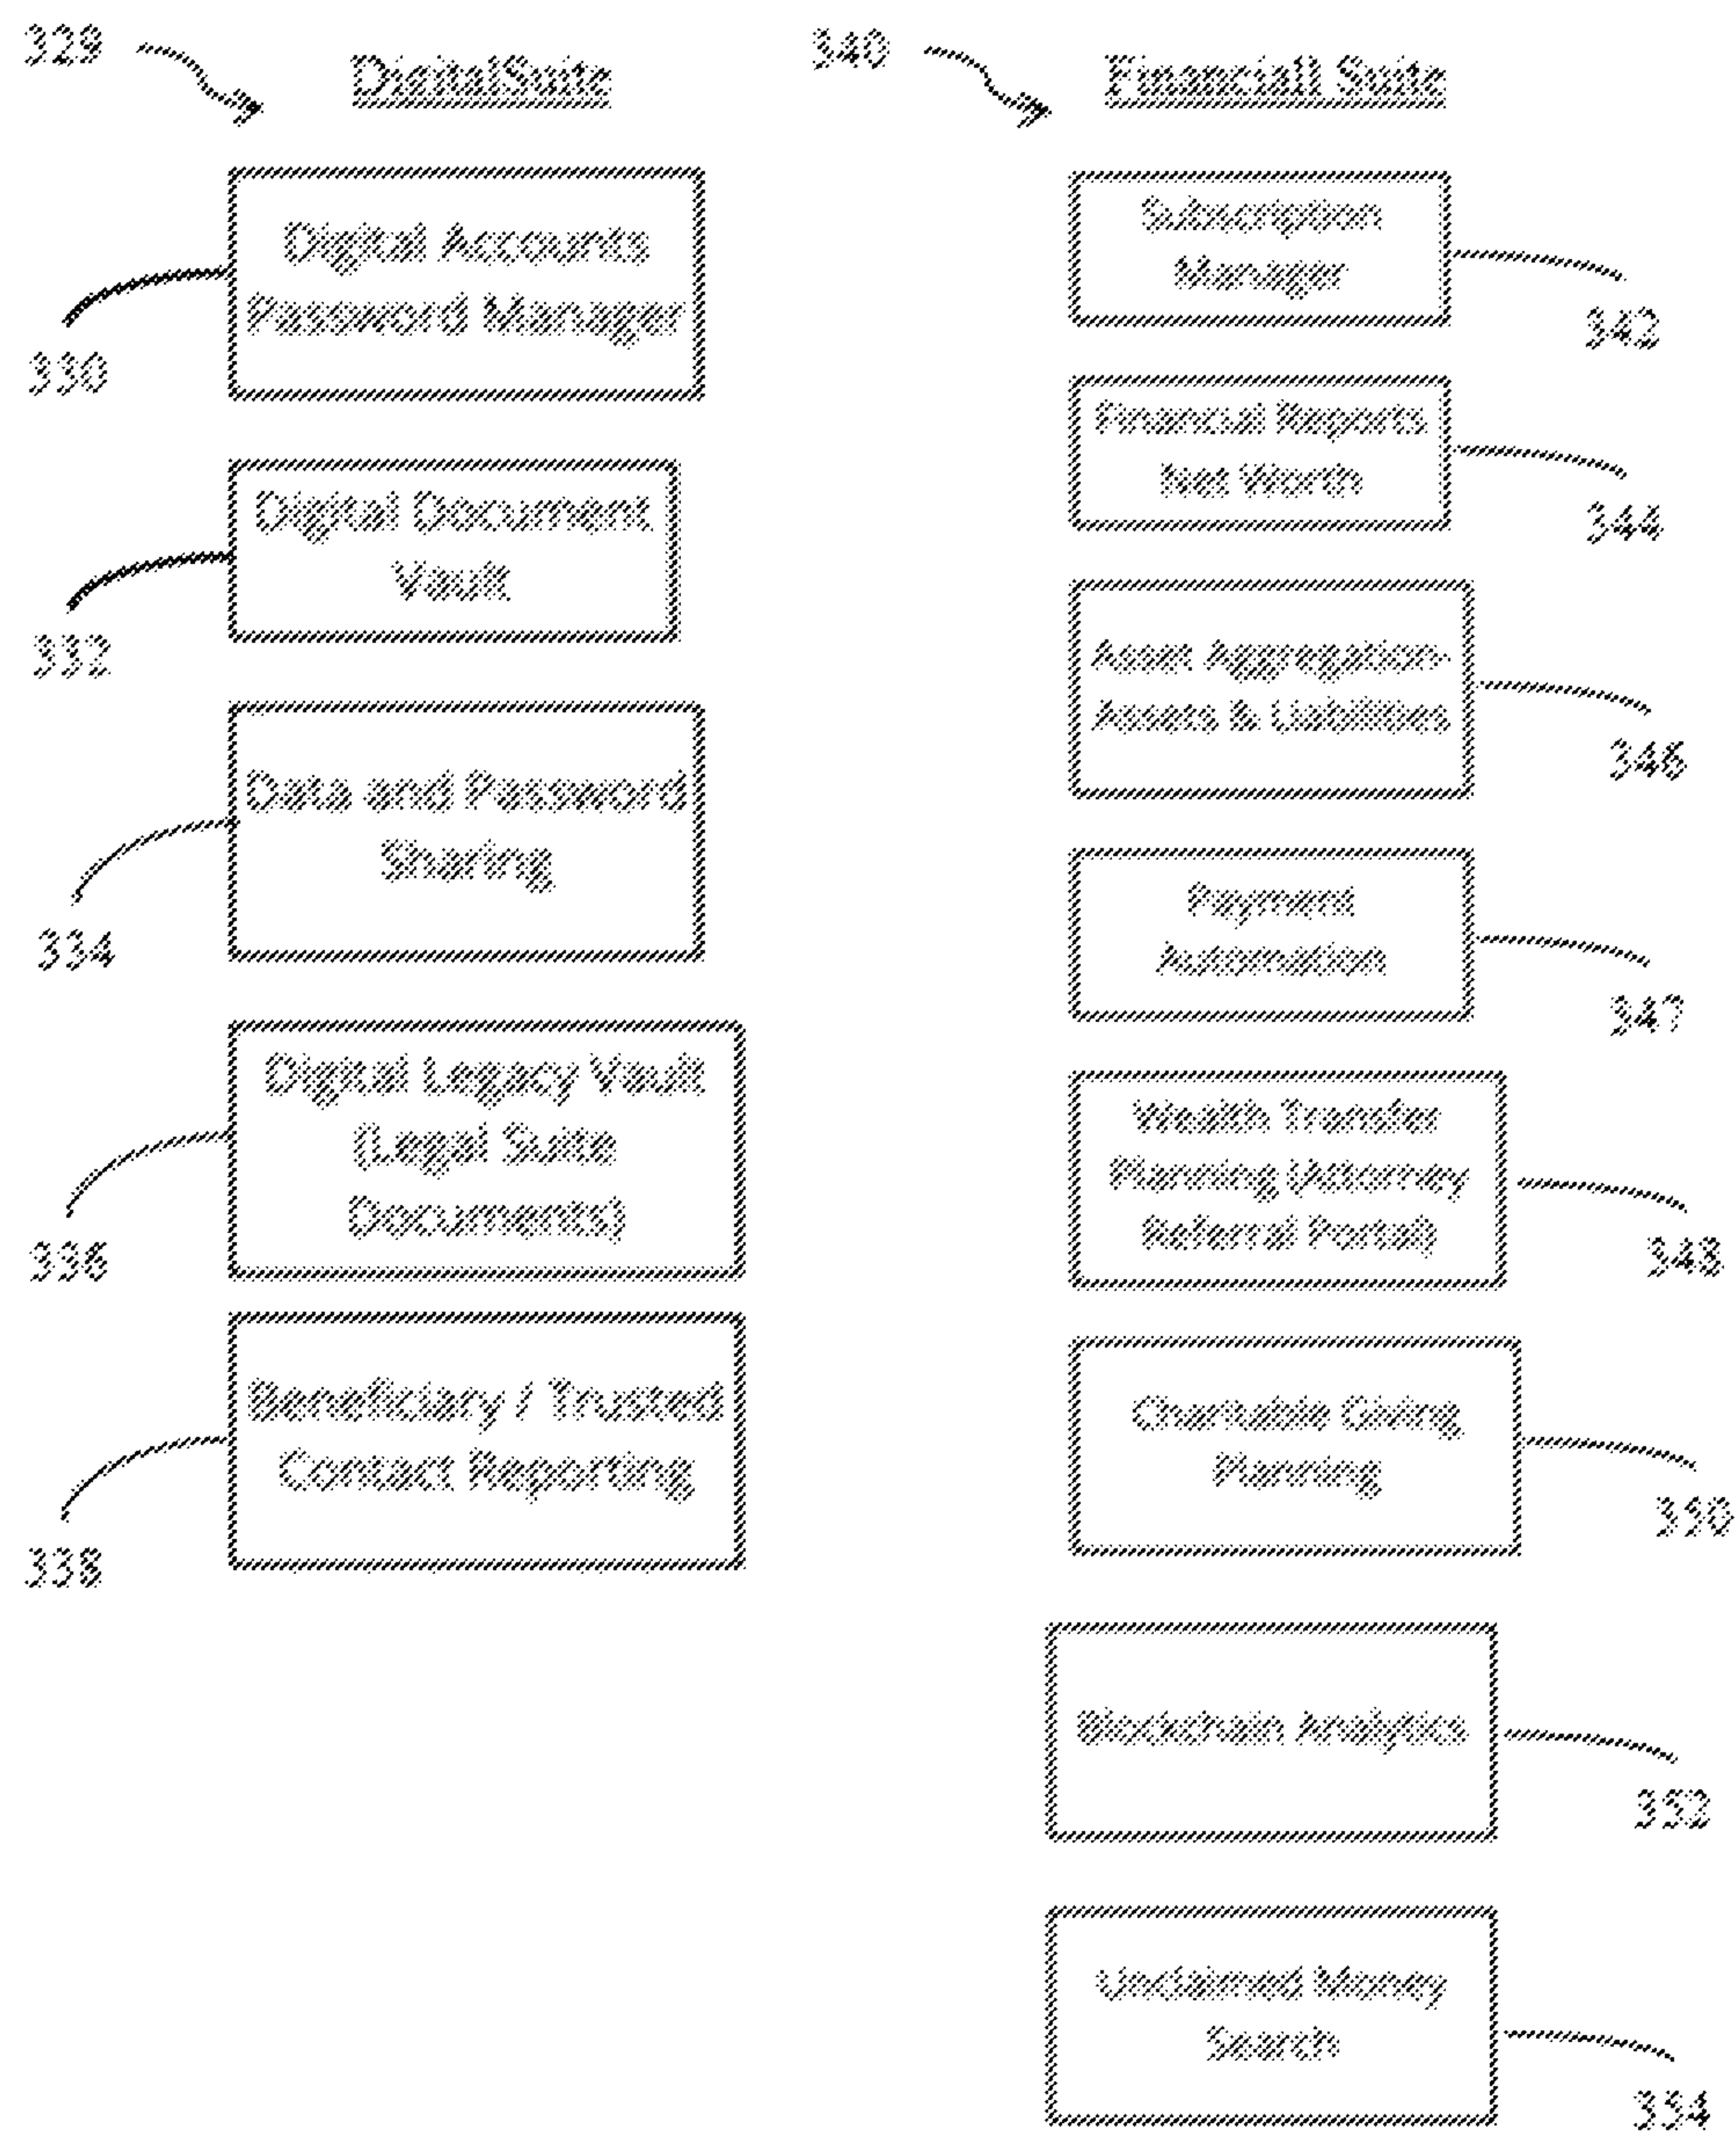 329
DigitalSuite
Digital Accounts
Password Manager
330
Digital Document
Vault
332
Data and Password
Sharing
334
Digital Legacy Vault
(Legal Suite
Documents)
336
Beneficiary / Trusted
Contact Reporting
338
340
Financiall Suite
Subscription
Manager
342
Financial Reports
Net Worth
344
Asset Aggregation-
Assets & Liabilities
346
Payment
Automation
347
Wealth Transfer
Planning (Attorney
Referral Portal)
348
Charitable Giving
Planning
350
Blockchain Analytics
352
Unclaimed Money
Search
354